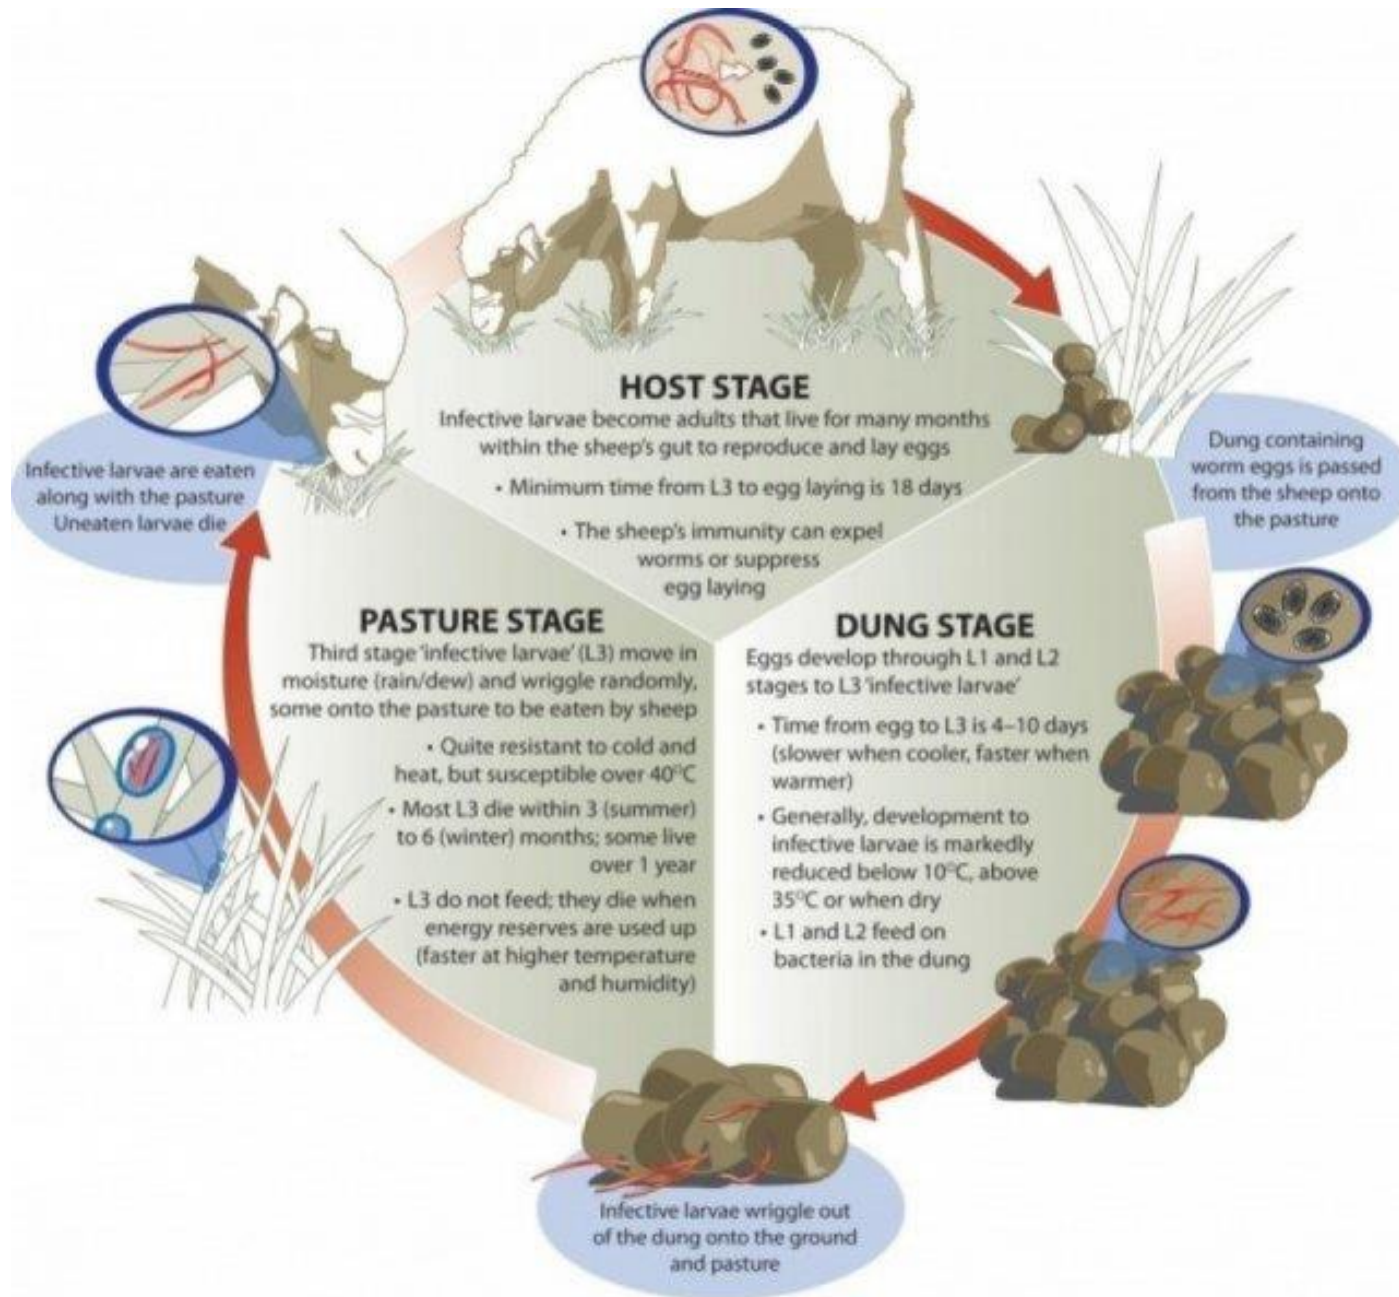 HOST STAGE
Infective larvae become adults that live for many months
within the sheep's gut to reproduce and lay eggs
• Minimum time from L3 to egg laying is 18 days
• The sheep's immunity can expel
worms or suppress
egg laying
Dung containing
worm eggs is passed
from the sheep onto
the pasture
DUNG STAGE
Eggs develop through L1 and L2
stages to L3 'infective larvae'
• Time from egg to L3 is 4–10 days
(slower when cooler, faster when
warmer)
• Generally, development to
infective larvae is markedly
reduced below 10°C, above
35°C or when dry
• L1 and L2 feed on
bacteria in the dung
Infective larvae wriggle out
of the dung onto the ground
and pasture
PASTURE STAGE
Third stage 'infective larvae' (L3) move in
moisture (rain/dew) and wriggle randomly,
some onto the pasture to be eaten by sheep
• Quite resistant to cold and
heat, but susceptible over 40°C
• Most L3 die within 3 (summer)
to 6 (winter) months; some live
over 1 year
• L3 do not feed; they die when
energy reserves are used up
(faster at higher temperature
and humidity)
Infective larvae are eaten
along with the pasture
Uneaten larvae die